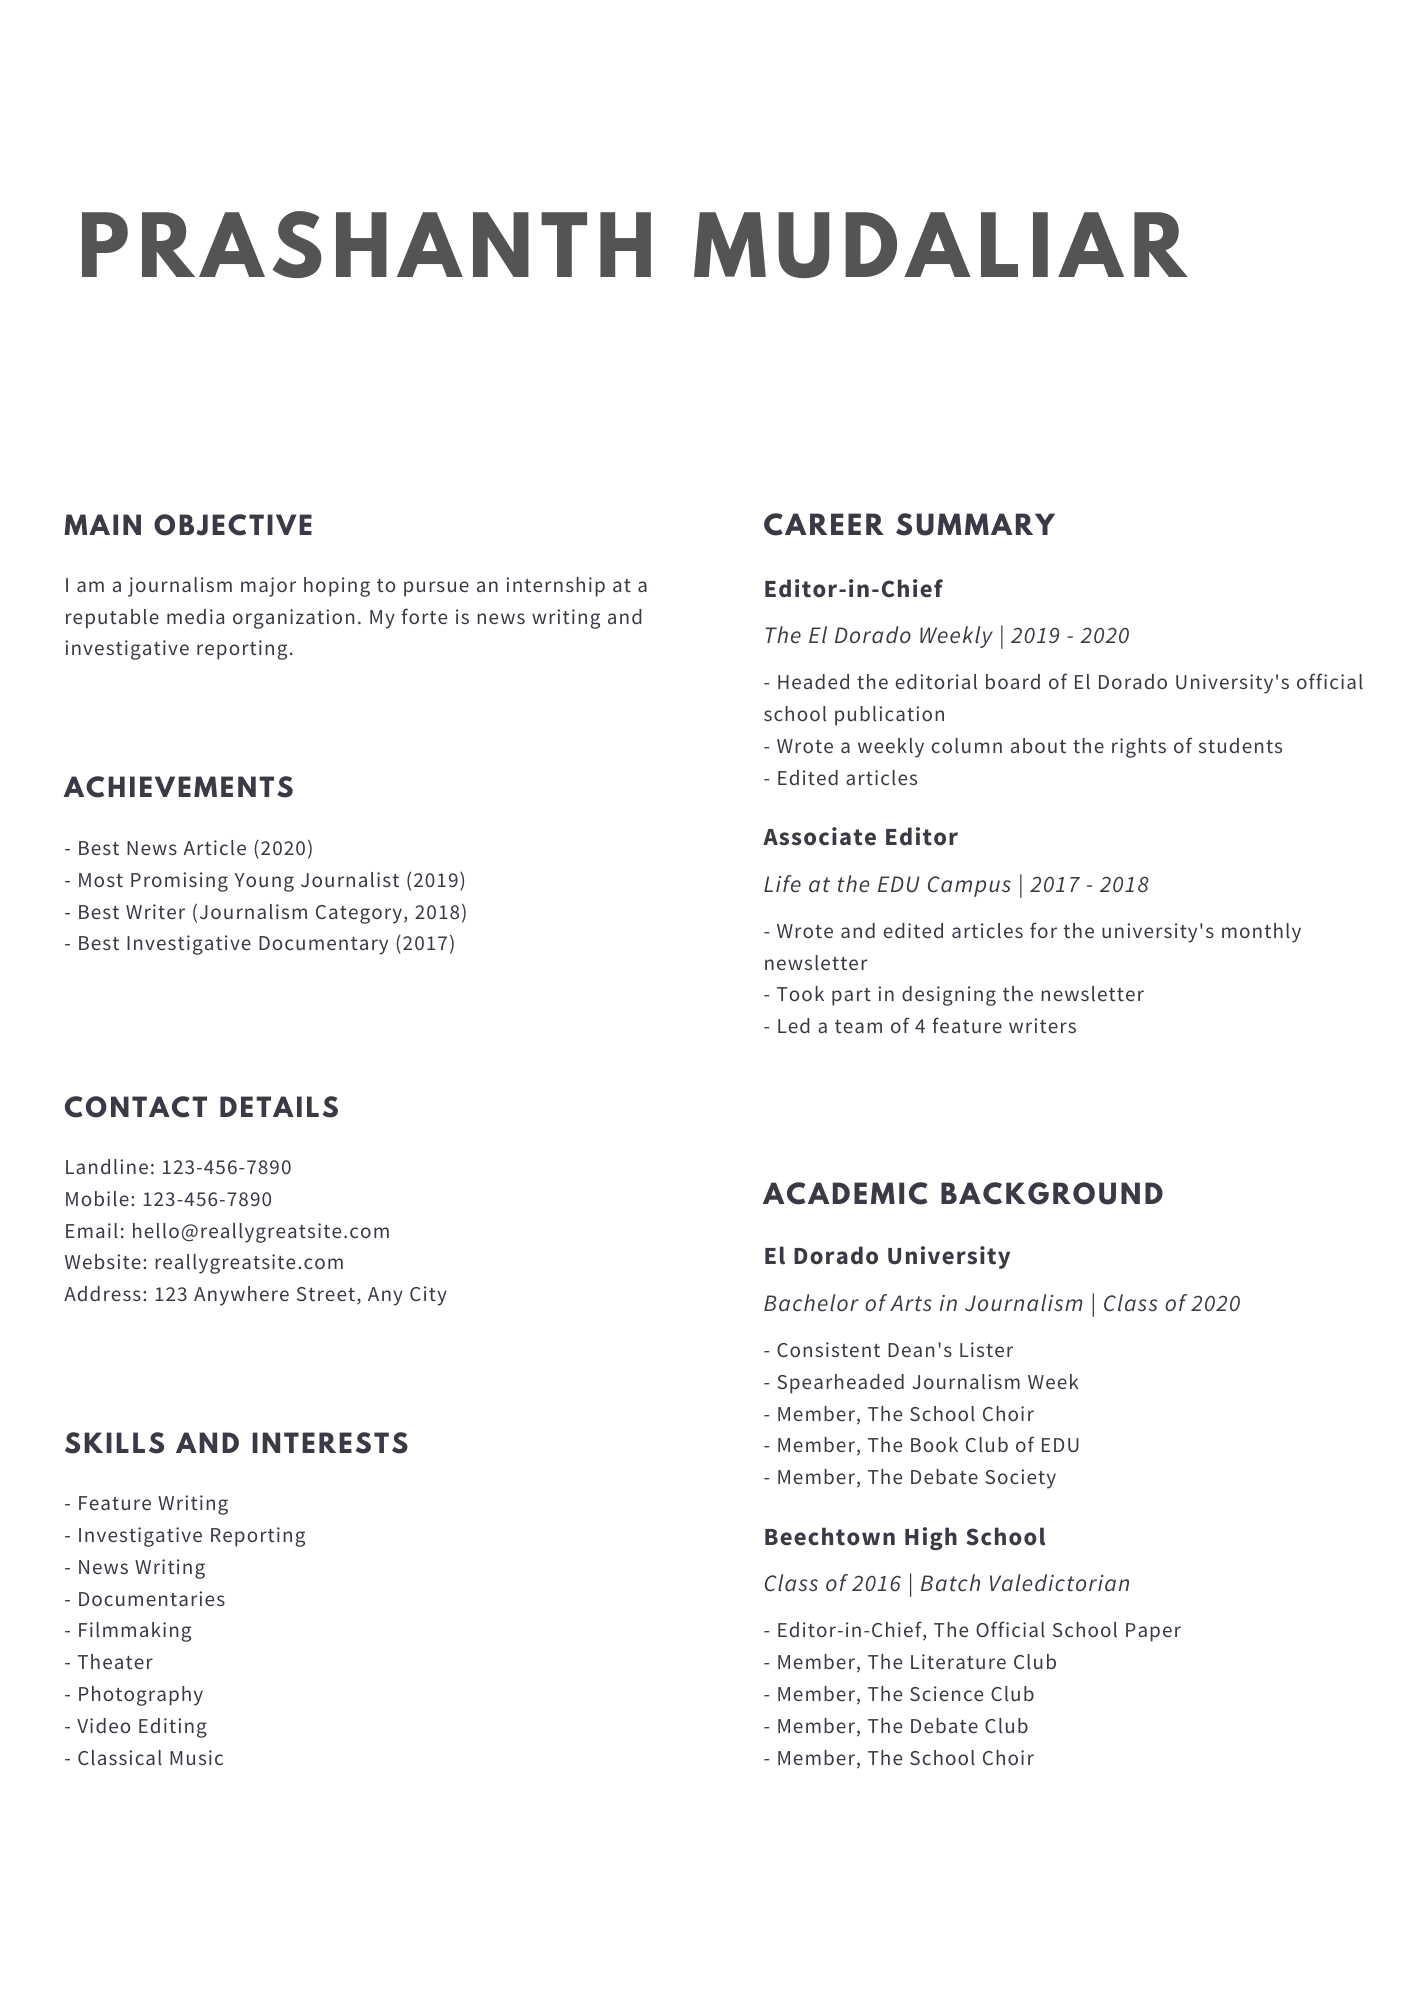 PRASHANTH MUDALIAR
MAIN OBJECTIVE
I am a journalism major hoping to pursue an internship at a
reputable media organization. My forte is news writing and
investigative reporting.
ACHIEVEMENTS
- Best News Article (2020)
- Most Promising Young Journalist (2019)
- Best Writer (Journalism Category, 2018)
- Best Investigative Documentary (2017)
CONTACT DETAILS
Landline: 123-456-7890
Mobile: 123-456-7890
Email: hello@reallygreatsite.com
Website: reallygreatsite.com
Address: 123 Anywhere Street, Any City
SKILLS AND INTERESTS
- Feature Writing
- Investigative Reporting
- News Writing
- Documentaries
- Filmmaking
- Theater
- Photography
- Video Editing
- Classical Music
CAREER SUMMARY
Editor-in-Chief
The El Dorado Weekly | 2019 - 2020
- Headed the editorial board of El Dorado University's official
school publication
- Wrote a weekly column about the rights of students
- Edited articles
Associate Editor
Life at the EDU Campus | 2017 - 2018
- Wrote and edited articles for the university's monthly
newsletter
- Took part in designing the newsletter
- Led a team of 4 feature writers
ACADEMIC BACKGROUND
El Dorado University
Bachelor of Arts in Journalism | Class of 2020
- Consistent Dean's Lister
- Spearheaded Journalism Week
- Member, The School Choir
- Member, The Book Club of EDU
- Member, The Debate Society
Beechtown High School
Class of 2016 | Batch Valedictorian
- Editor-in-Chief, The Official School Paper
- Member, The Literature Club
- Member, The Science Club
- Member, The Debate Club
- Member, The School Choir